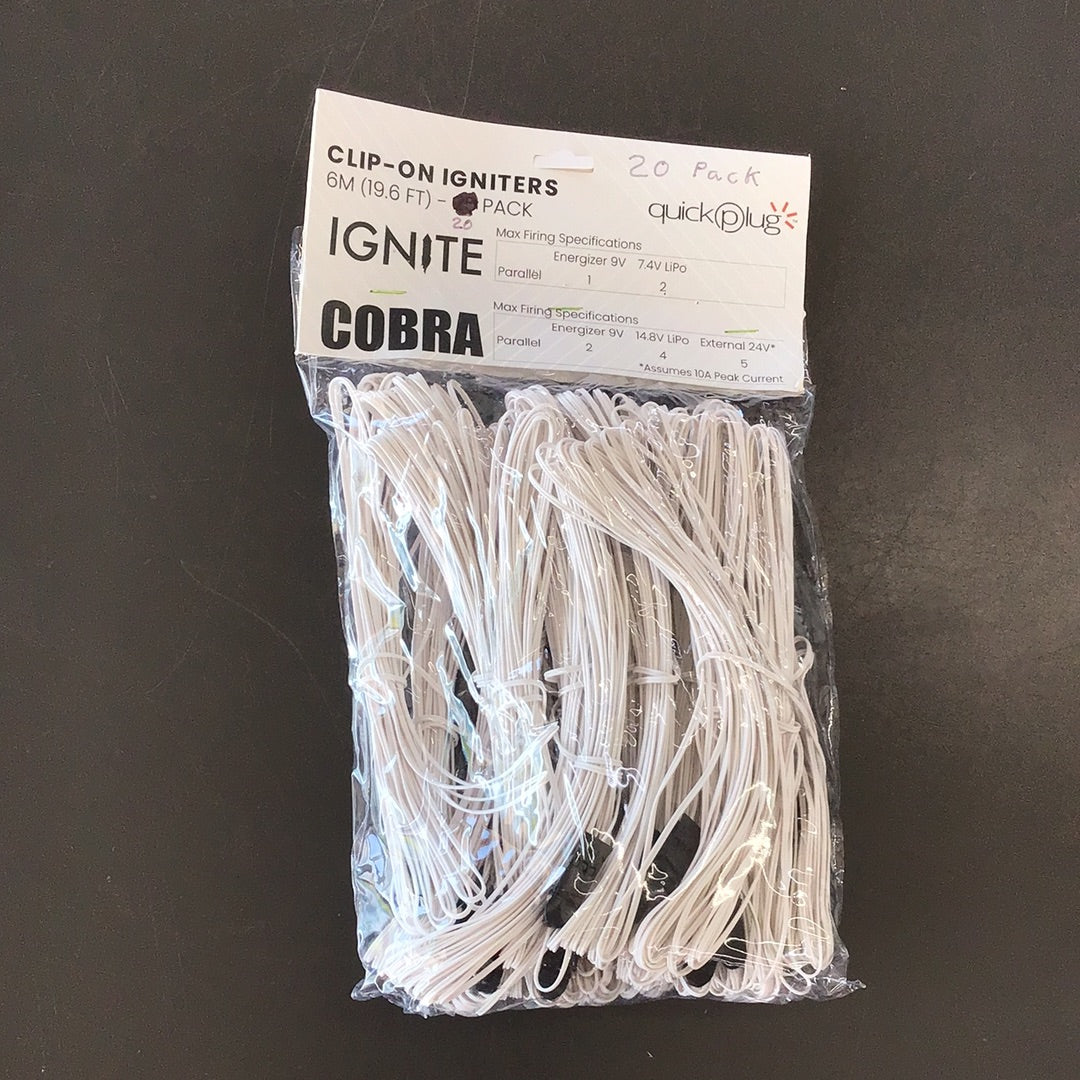 CLIP-ON IGNITERS
6M (19.6 FT) - PACK
20
20 Pack
quickplug
IGNITE
Max Firing Specifications
Energizer 9V 7.4V LiPo
Parallel 1 2
COBRA
Max Firing Specifications
Energizer 9V 14.8V LiPo External 24V*
Parallel 2 4 5
*Assumes 10A Peak Current